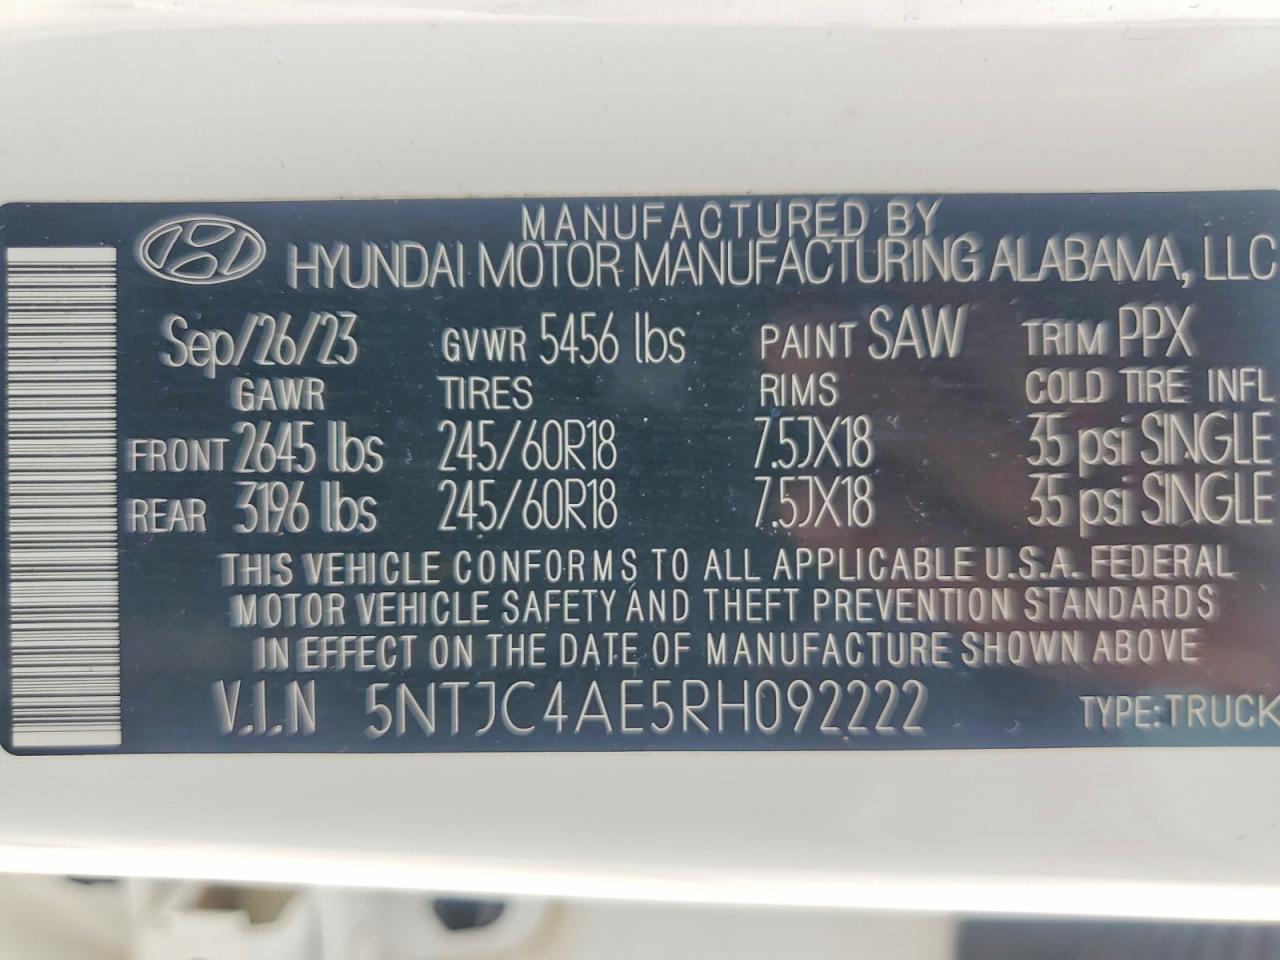 MANUFACTURED BY
HYUNDAI MOTOR MANUFACTURING ALABAMA, LLC
Sep/26/23 GVWR 5456 lbs PAINT SAW TRIM PPX
GAWR TIRES RIMS COLD TIRE INFL
FRONT 2645 lbs 245/60R18 7.5JX18 35 psi SINGLE
REAR 3196 lbs 245/60R18 7.5JX18 35 psi SINGLE
THIS VEHICLE CONFORMS TO ALL APPLICABLE U.S.A. FEDERAL
MOTOR VEHICLE SAFETY AND THEFT PREVENTION STANDARDS
IN EFFECT ON THE DATE OF MANUFACTURE SHOWN ABOVE
V.I.N 5NTJC4AE5RH092222 TYPE:TRUCK